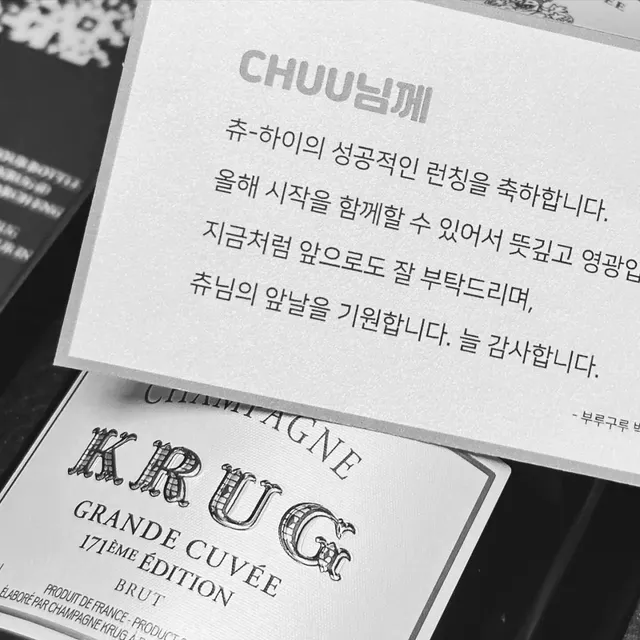 CHUU님께
츄-하이의 성공적인 런칭을 축하합니다.
올해 시작을 함께할 수 있어서 뜻깊고 영광입
지금처럼 앞으로도 잘 부탁드리며,
츄님의 앞날을 기원합니다. 늘 감사합니다.
- 부루구루
CHAMPAGNE
KRUG
GRANDE CUVÉE
171ÈME ÉDITION
BRUT
PRODUIT DE FRANCE - PRODUCT
ÉLABORÉ PAR CHAMPAGNE KRUG